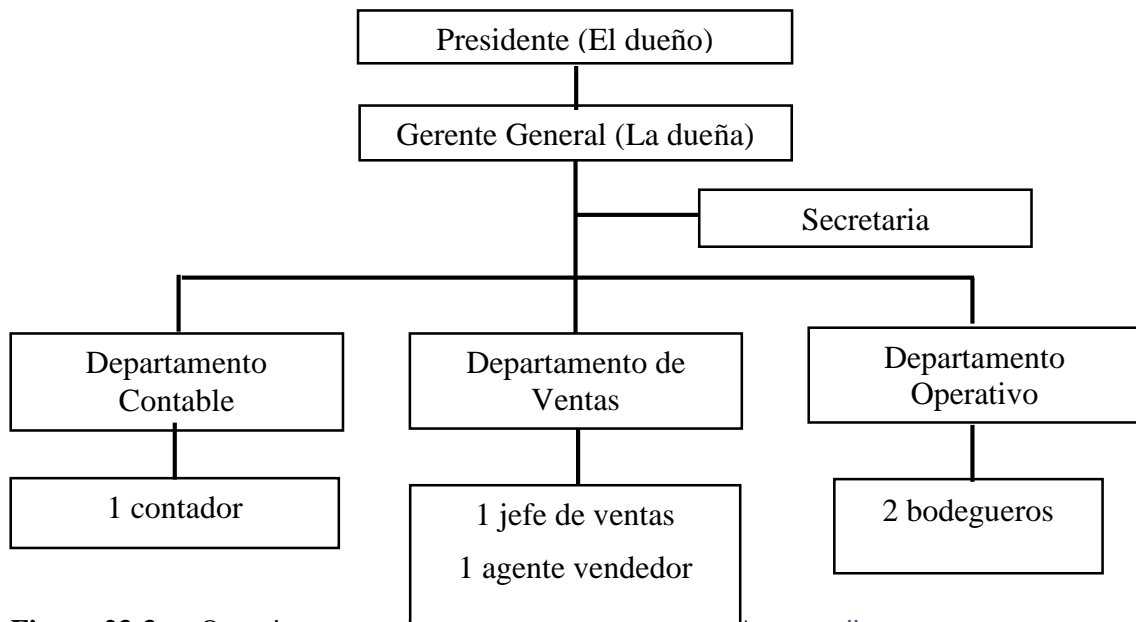 Presidente (El dueño)
Gerente General (La dueña)
Secretaria
Departamento
Contable
Departamento de
Ventas
Departamento
Operativo
1 contador
1 jefe de ventas
1 agente vendedor
2 bodegueros